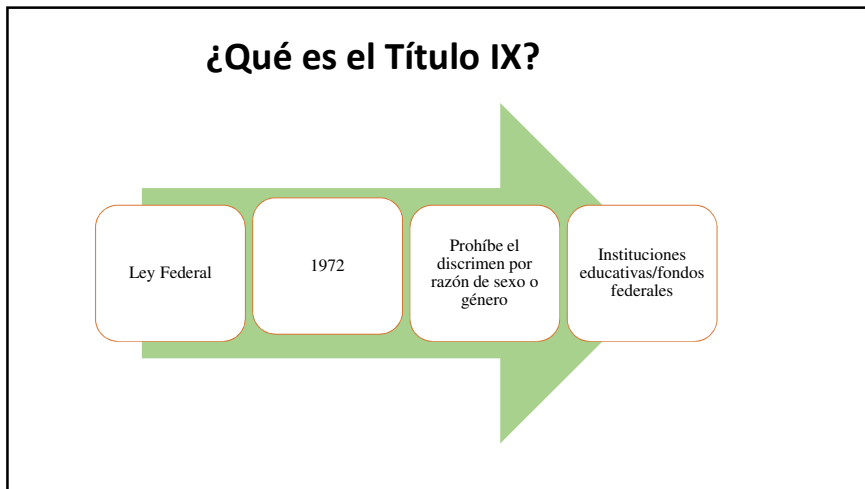 ¿Qué es el Título IX?
Ley Federal
1972
Prohíbe el
discrimen por
razón de sexo o
género
Instituciones
educativas/fondos
federales